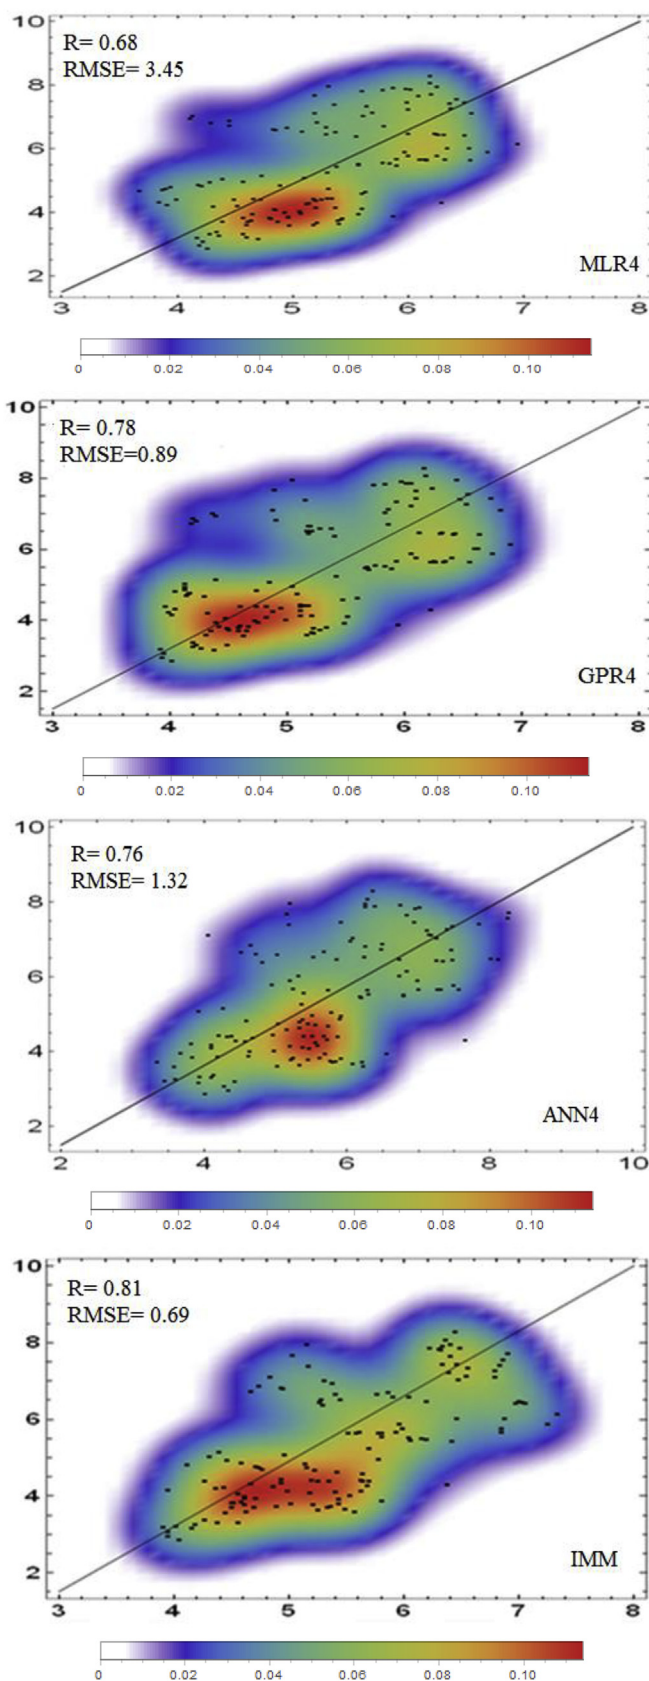 10
R= 0.68
RMSE= 3.45
8
6
4
2
MLR4
3 4 5 6 7 8
0 0.02 0.04 0.06 0.08 0.10
10
R= 0.78
RMSE=0.89
8
6
4
2
GPR4
3 4 5 6 7 8
0 0.02 0.04 0.06 0.08 0.10
10
R= 0.76
RMSE= 1.32
8
6
4
2
ANN4
2 4 6 8 10
0 0.02 0.04 0.06 0.08 0.10
10
R= 0.81
RMSE= 0.69
8
6
4
2
IMM
3 4 5 6 7 8
0 0.02 0.04 0.06 0.08 0.10